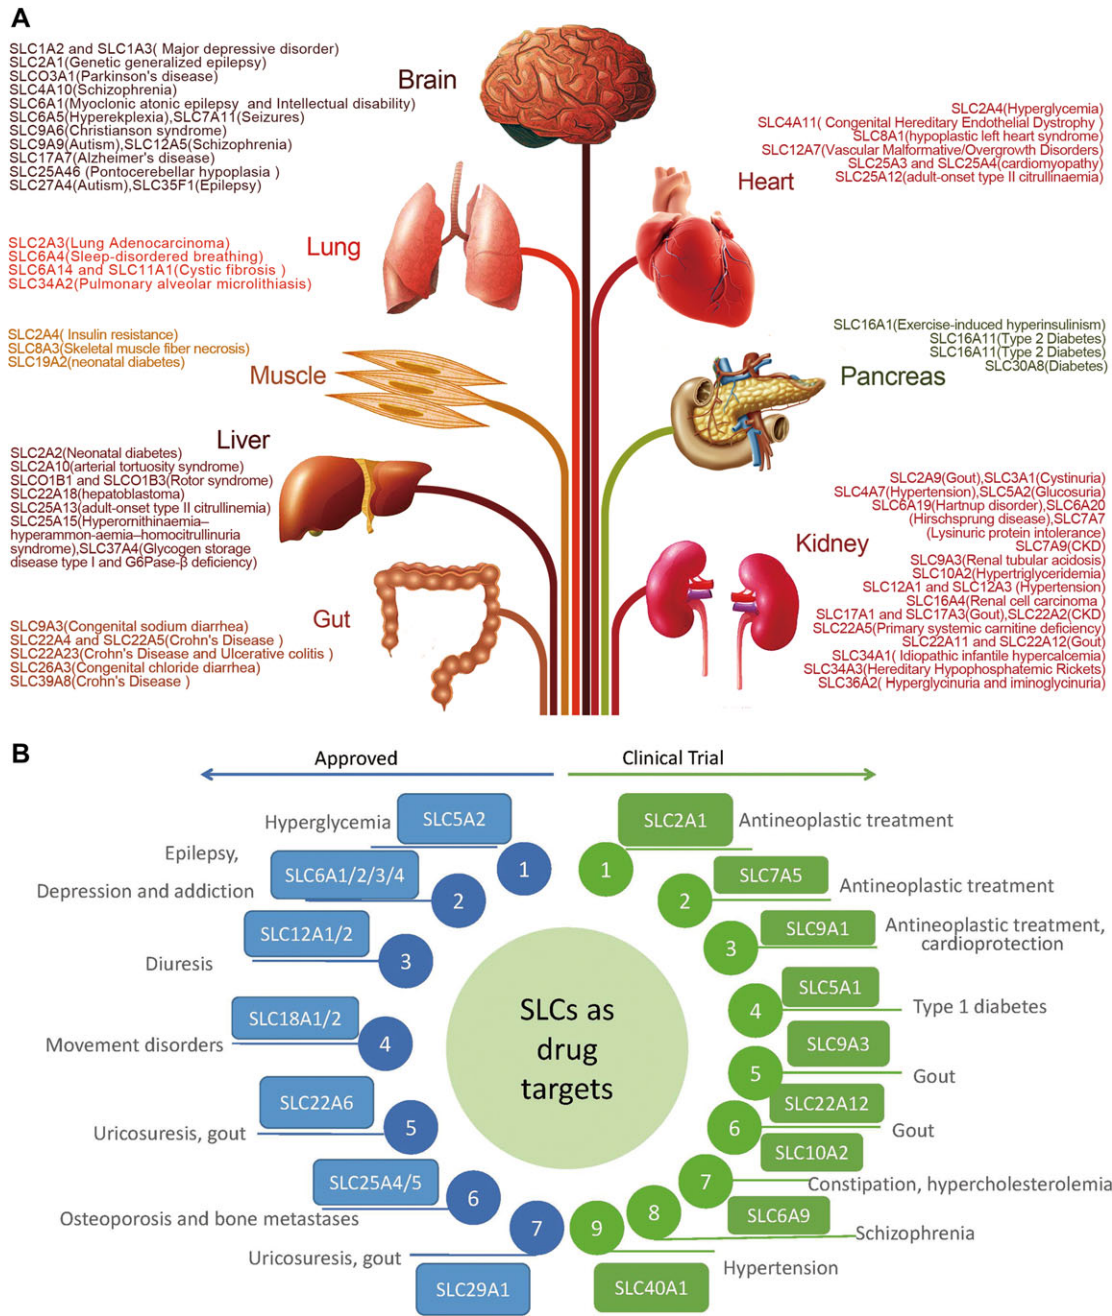 A
SLC1A2 and SLC1A3( Major depressive disorder)
SLC2A1(Genetic generalized epilepsy)
SLCO3A1(Parkinson's disease)
SLC4A10(Schizophrenia)
SLC6A1(Myoclonic atonic epilepsy and Intellectual disability)
SLC6A5(Hyperekplexia),SLC7A11(Seizures)
SLC9A6(Christianson syndrome)
SLC9A9(Autism),SLC12A5(Schizophrenia)
SLC17A7(Alzheimer's disease)
SLC25A46 (Pontocerebellar hypoplasia )
SLC27A4(Autism),SLC35F1(Epilepsy)
Brain
SLC2A4(Hyperglycemia)
SLC4A11( Congenital Hereditary Endothelial Dystrophy )
SLC8A1(hypoplastic left heart syndrome)
SLC12A7(Vascular Malformative/Overgrowth Disorders)
SLC25A3 and SLC25A4(cardiomyopathy)
SLC25A12(adult-onset type II citrullinaemia)
Heart
SLC2A3(Lung Adenocarcinoma)
SLC6A4(Sleep-disordered breathing)
SLC6A14 and SLC11A1(Cystic fibrosis )
SLC34A2(Pulmonary alveolar microlithiasis)
Lung
SLC2A4( Insulin resistance)
SLC8A3(Skeletal muscle fiber necrosis)
SLC19A2(neonatal diabetes)
Muscle
SLC16A1(Exercise-induced hyperinsulinism)
SLC16A11(Type 2 Diabetes)
SLC16A11(Type 2 Diabetes)
SLC30A8(Diabetes)
Pancreas
Liver
SLC2A2(Neonatal diabetes)
SLC2A10(arterial tortuosity syndrome)
SLCO1B1 and SLCO1B3(Rotor syndrome)
SLC22A18(hepatoblastoma)
SLC25A13(adult-onset type II citrullinemia)
SLC25A15(Hyperornithinaemia–
hyperammon-aemia–homocitrullinuria
syndrome),SLC37A4(Glycogen storage
disease type I and G6Pase-β deficiency)
SLC2A9(Gout),SLC3A1(Cystinuria)
SLC4A7(Hypertension),SLC5A2(Glucosuria)
SLC6A19(Hartnup disorder),SLC6A20
(Hirschsprung disease),SLC7A7
(Lysinuric protein intolerance)
SLC7A9(CKD)
SLC9A3(Renal tubular acidosis)
SLC10A2(Hypertriglyceridemia)
SLC12A1 and SLC12A3 (Hypertension)
SLC16A4(Renal cell carcinoma )
SLC17A1 and SLC17A3(Gout),SLC22A2(CKD)
SLC22A5(Primary systemic carnitine deficiency)
SLC22A11 and SLC22A12(Gout)
SLC34A1( Idiopathic infantile hypercalcemia)
SLC34A3(Hereditary Hypophosphatemic Rickets)
SLC36A2( Hyperglycinuria and iminoglycinuria)
Kidney
Gut
SLC9A3(Congenital sodium diarrhea)
SLC22A4 and SLC22A5(Crohn's Disease )
SLC22A23(Crohn's Disease and Ulcerative colitis )
SLC26A3(Congenital chloride diarrhea)
SLC39A8(Crohn's Disease )
B
Approved
Clinical Trial
Hyperglycemia
SLC5A2
1
Epilepsy,
Depression and addiction
SLC6A1/2/3/4
2
SLC12A1/2
Diuresis
3
SLC18A1/2
Movement disorders
4
SLC22A6
Uricosuresis, gout
5
SLC25A4/5
Osteoporosis and bone metastases
6
Uricosuresis, gout
7
SLC29A1
SLCs as
drug
targets
SLC2A1
Antineoplastic treatment
1
SLC7A5
Antineoplastic treatment
2
SLC9A1
Antineoplastic treatment,
cardioprotection
3
SLC5A1
Type 1 diabetes
4
SLC9A3
Gout
5
SLC22A12
Gout
6
SLC10A2
Constipation, hypercholesterolemia
7
SLC6A9
Schizophrenia
8
9
Hypertension
SLC40A1